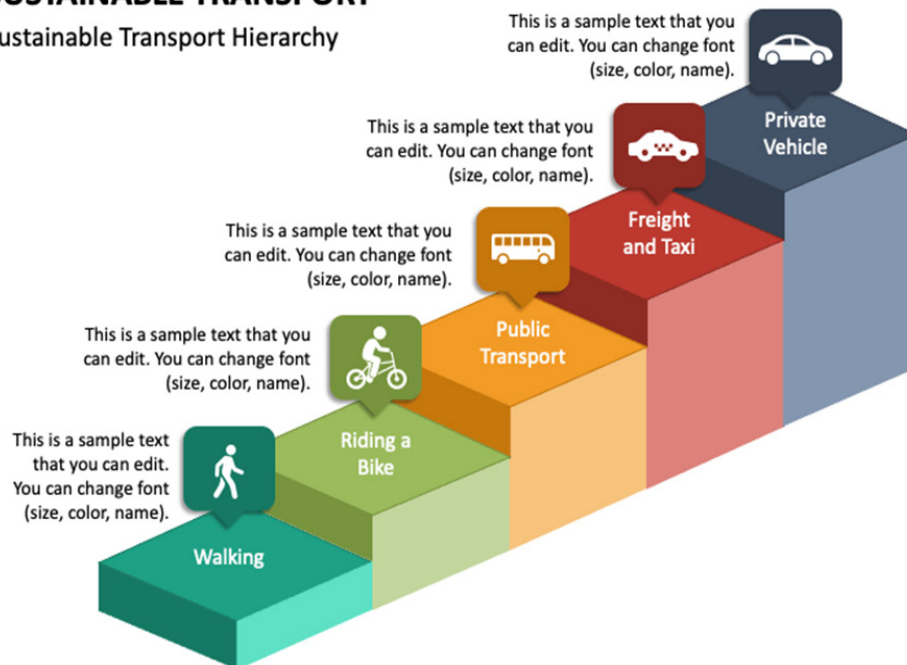 SUSTAINABLE TRANSPORT
ustainable Transport Hierarchy
This is a sample text that you
can edit. You can change font
(size, color, name).
Private
Vehicle
This is a sample text that you
can edit. You can change font
(size, color, name).
Freight
and Taxi
This is a sample text that you
can edit. You can change font
(size, color, name).
Public
Transport
This is a sample text that you
can edit. You can change font
(size, color, name).
Riding a
Bike
This is a sample text
that you can edit.
You can change font
(size, color, name).
Walking